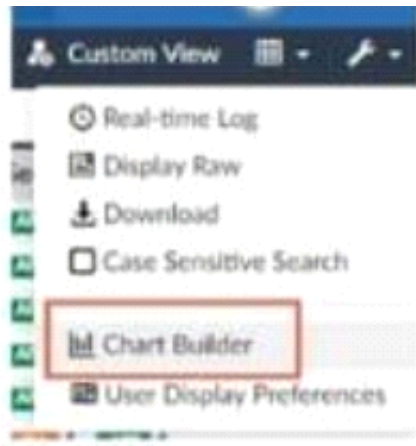 Custom View
Real-time Log
Display Raw
Download
Case Sensitive Search
Chart Builder
User Display Preferences